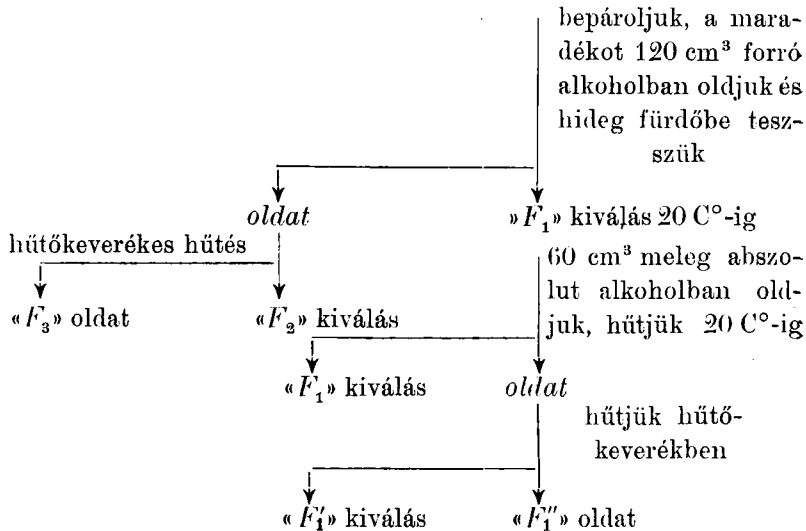 bepároljuk, a mara-
dékot 120 cm³ forró
alkoholban oldjuk és
hideg fürdőbe tesz-
szük
oldat
»F₁» kiválás 20 C°-ig
hűtőkeverékes hűtés
60 cm³ meleg abszo-
lut alkoholban old-
juk, hűtjük 20 C°-ig
«F₃» oldat
«F₂» kiválás
«F₁» kiválás
oldat
hűtjük hűtő-
keverékben
«F₁′» kiválás
«F₁″» oldat